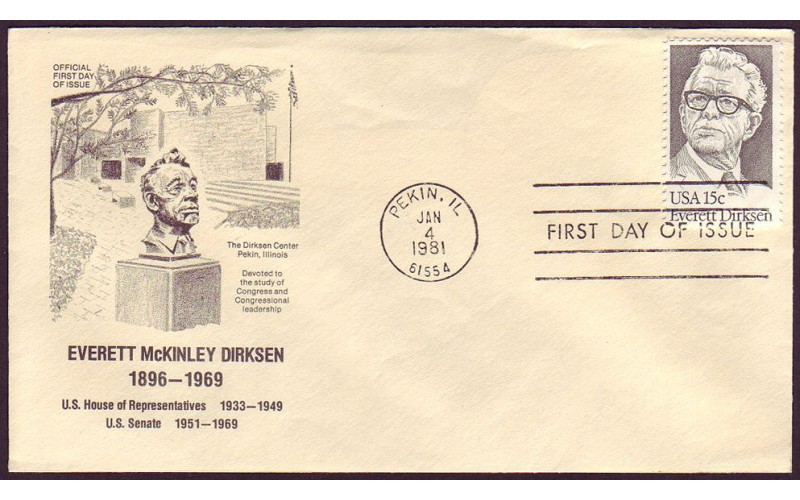 OFFICIAL
FIRST DAY
OF ISSUE
The Dirksen Center
Pekin, Illinois
Devoted to
the study of
Congress and
Congressional
leadership
EVERETT McKINLEY DIRKSEN
1896–1969
U.S. House of Representatives 1933–1949
U.S. Senate 1951–1969
PEKIN, IL
JAN
4
1981
61554
USA 15c
Everett Dirksen
FIRST DAY OF ISSUE